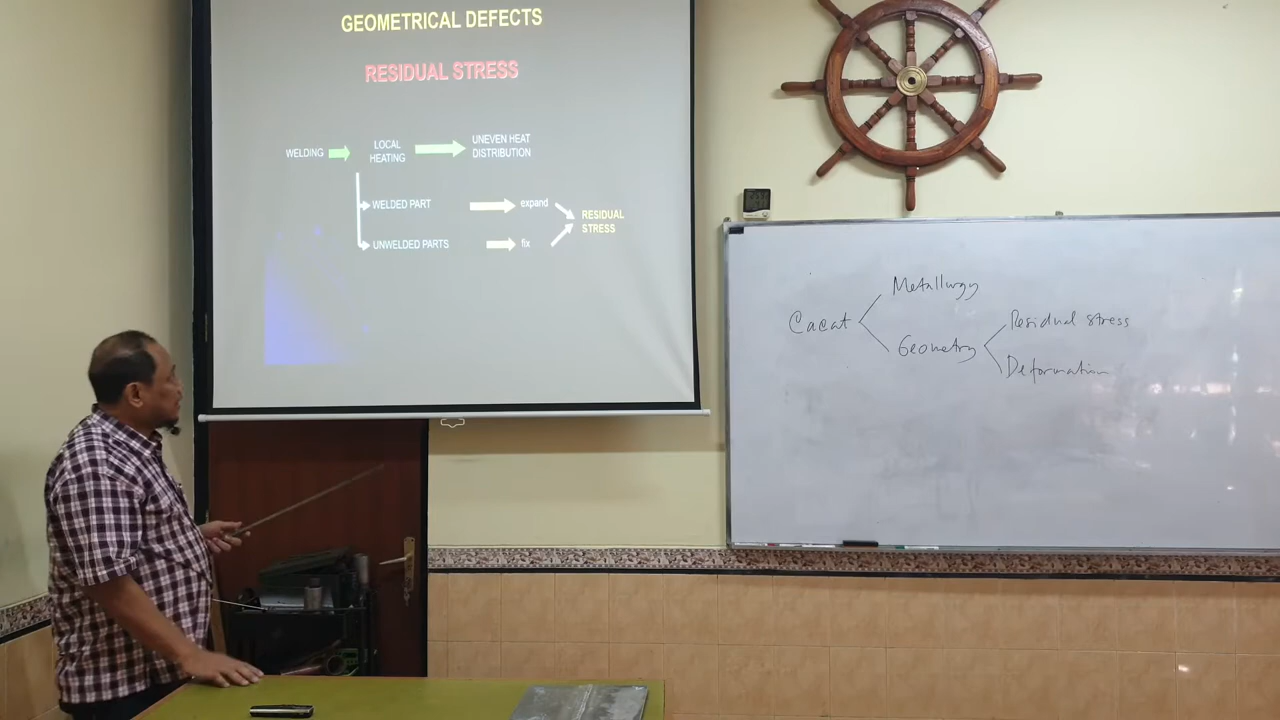 GEOMETRICAL DEFECTS
RESIDUAL STRESS
WELDING
LOCAL
HEATING
UNEVEN HEAT
DISTRIBUTION
WELDED PART
expand
UNWELDED PARTS
fix
RESIDUAL
STRESS
Cacat
Metallurgy
Geometry
Residual stress
Deformation